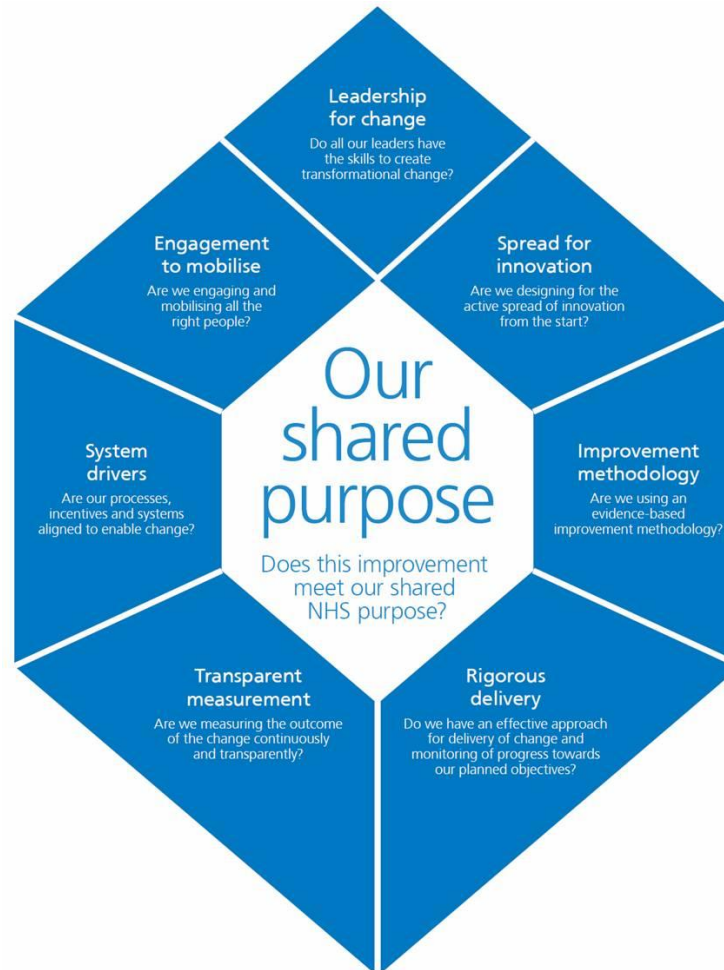 Leadership
for change
Do all our leaders have
the skills to create
transformational change?
Engagement
to mobilise
Are we engaging and
mobilising all the
right people?
Spread for
innovation
Are we designing for the
active spread of innovation
from the start?
Our
shared
purpose
Does this improvement
meet our shared
NHS purpose?
System
drivers
Are our processes,
incentives and systems
aligned to enable change?
Improvement
methodology
Are we using an
evidence-based
improvement methodology?
Transparent
measurement
Are we measuring the outcome
of the change continuously
and transparently?
Rigorous
delivery
Do we have an effective approach
for delivery of change and
monitoring of progress towards
our planned objectives?